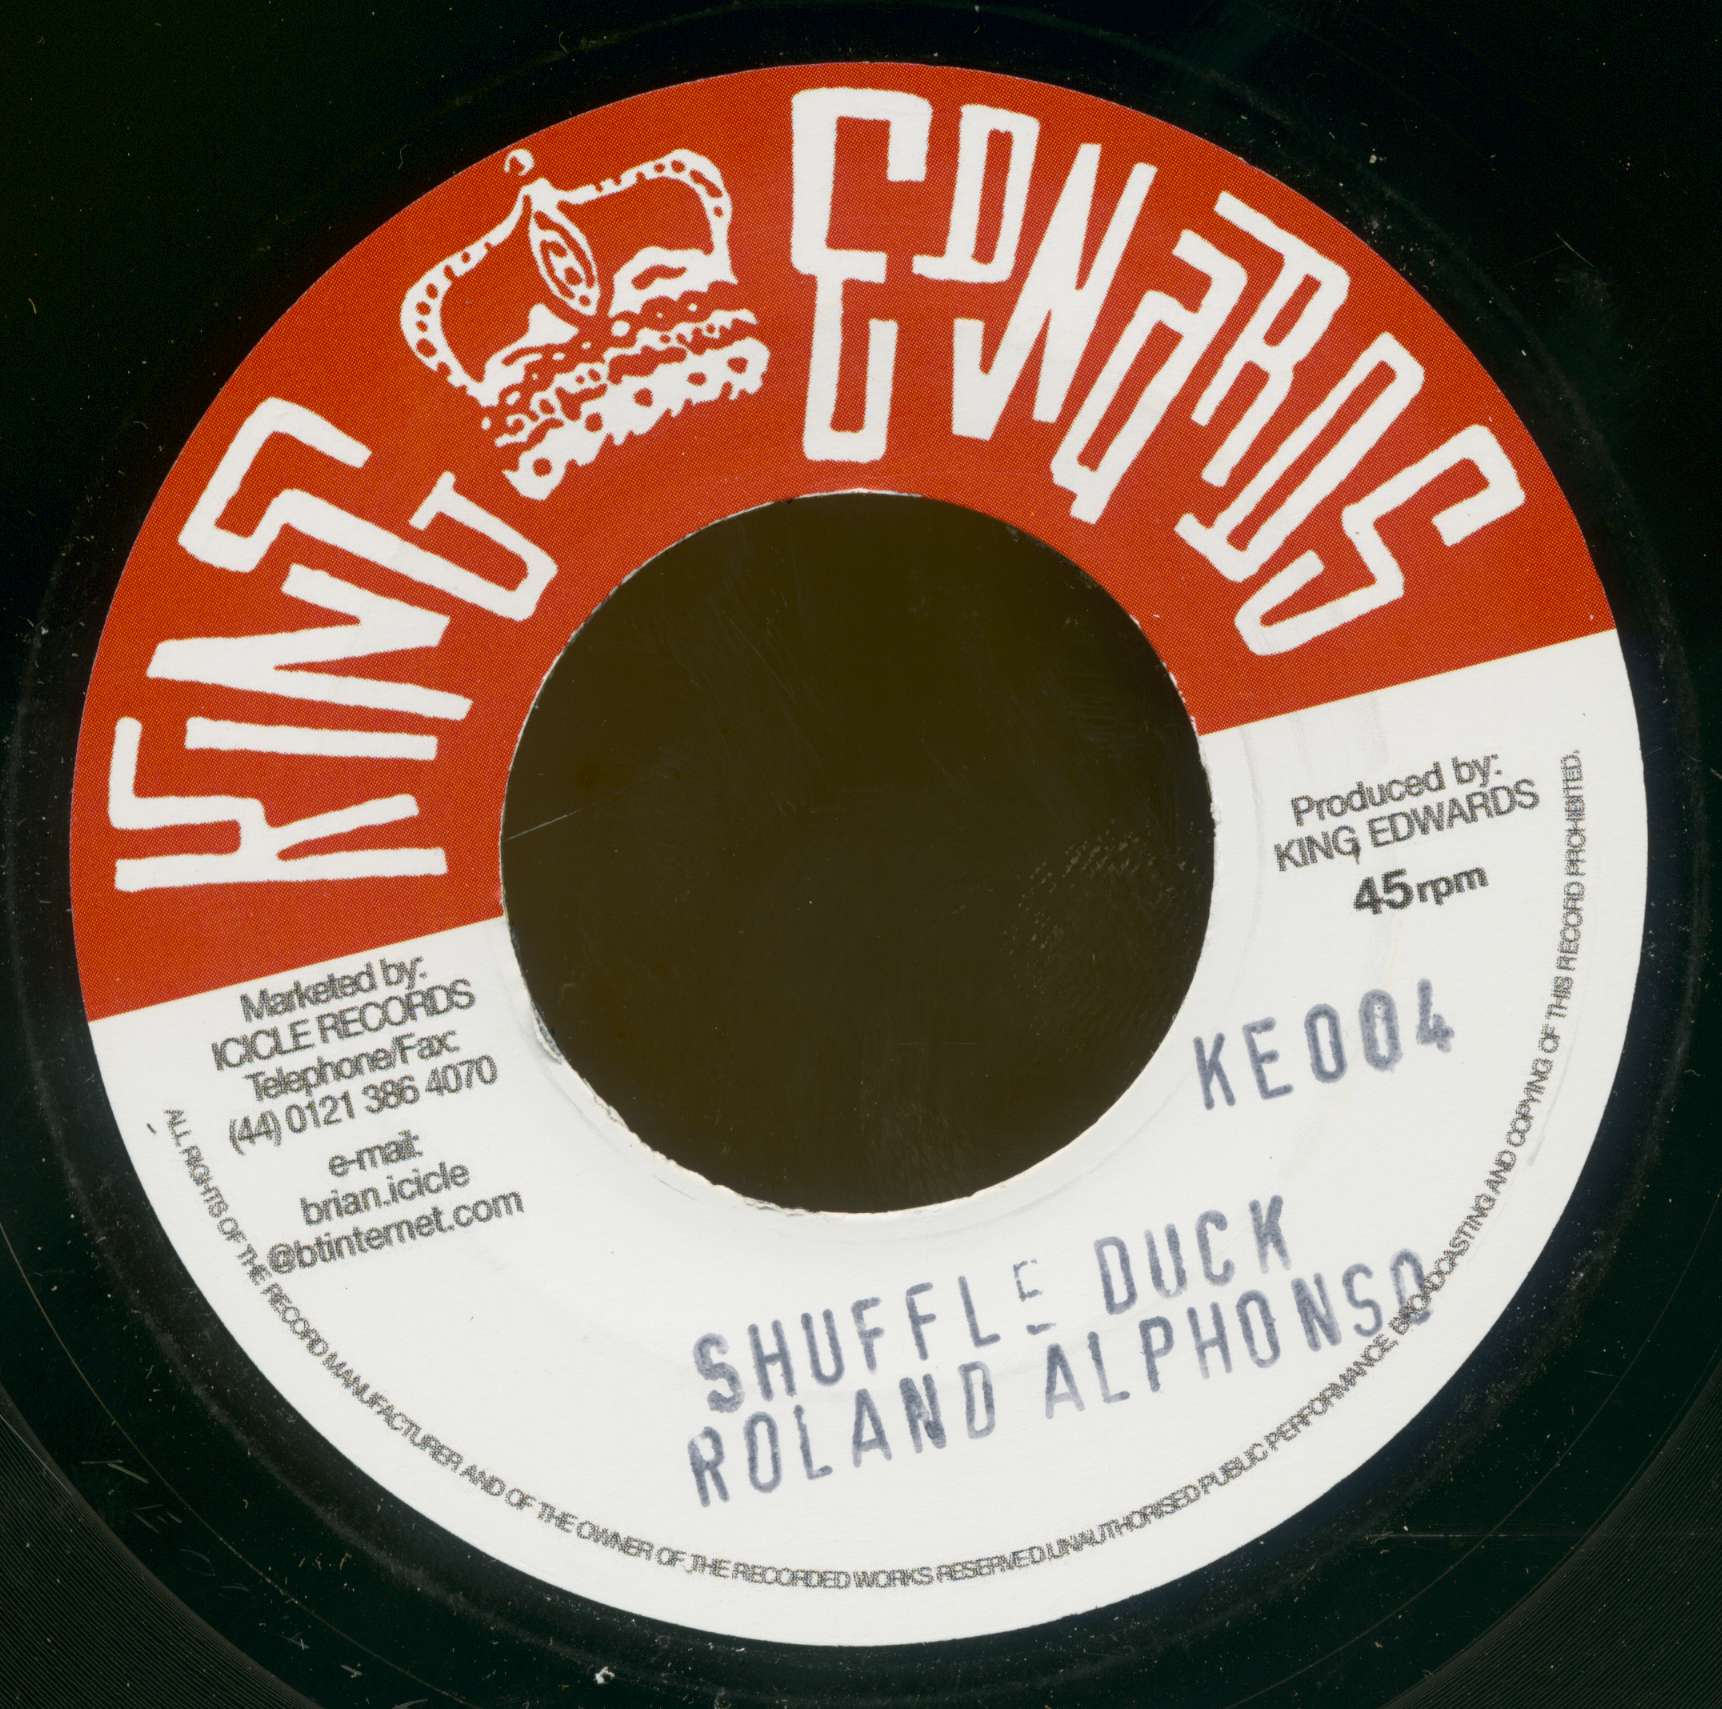 KING EDWARDS
Marketed by:
ICICLE RECORDS
Telephone/Fax:
(44) 0121 386 4070
e-mail:
brian.icicle
@btinternet.com
Produced by:
KING EDWARDS
45rpm
KE004
SHUFFLE DUCK
ROLAND ALPHONSO
ALL RIGHTS OF THE RECORD MANUFACTURER AND OF THE OWNER OF THE RECORDED WORKS RESERVED.UNAUTHORISED PUBLIC PERFORMANCE, BROADCASTING AND COPYING OF THIS RECORD PROHIBITED.